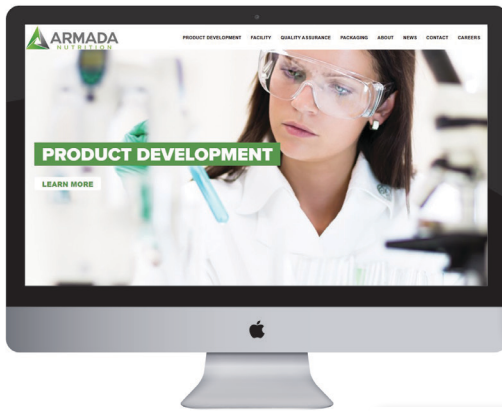 ARMADA
NUTRITION
PRODUCT DEVELOPMENT FACILITY QUALITY ASSURANCE PACKAGING ABOUT NEWS CONTACT CAREERS
PRODUCT DEVELOPMENT
LEARN MORE